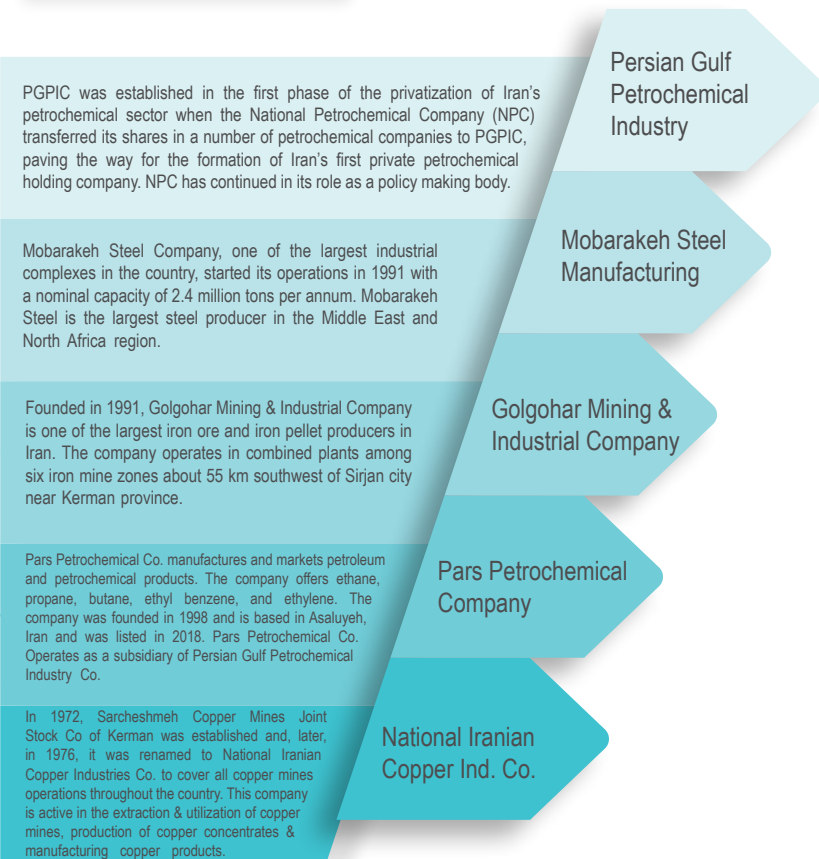 PGPIC was established in the first phase of the privatization of Iran's
petrochemical sector when the National Petrochemical Company (NPC)
transferred its shares in a number of petrochemical companies to PGPIC,
paving the way for the formation of Iran's first private petrochemical
holding company. NPC has continued in its role as a policy making body.
Persian Gulf
Petrochemical
Industry
Mobarakeh Steel Company, one of the largest industrial
complexes in the country, started its operations in 1991 with
a nominal capacity of 2.4 million tons per annum. Mobarakeh
Steel is the largest steel producer in the Middle East and
North Africa region.
Mobarakeh Steel
Manufacturing
Founded in 1991, Golgohar Mining & Industrial Company
is one of the largest iron ore and iron pellet producers in
Iran. The company operates in combined plants among
six iron mine zones about 55 km southwest of Sirjan city
near Kerman province.
Golgohar Mining &
Industrial Company
Pars Petrochemical Co. manufactures and markets petroleum
and petrochemical products. The company offers ethane,
propane, butane, ethyl benzene, and ethylene. The
company was founded in 1998 and is based in Asaluyeh,
Iran and was listed in 2018. Pars Petrochemical Co.
Operates as a subsidiary of Persian Gulf Petrochemical
Industry Co.
Pars Petrochemical
Company
In 1972, Sarcheshmeh Copper Mines Joint
Stock Co of Kerman was established and, later,
in 1976, it was renamed to National Iranian
Copper Industries Co. to cover all copper mines
operations throughout the country. This company
is active in the extraction & utilization of copper
mines, production of copper concentrates &
manufacturing copper products.
National Iranian
Copper Ind. Co.